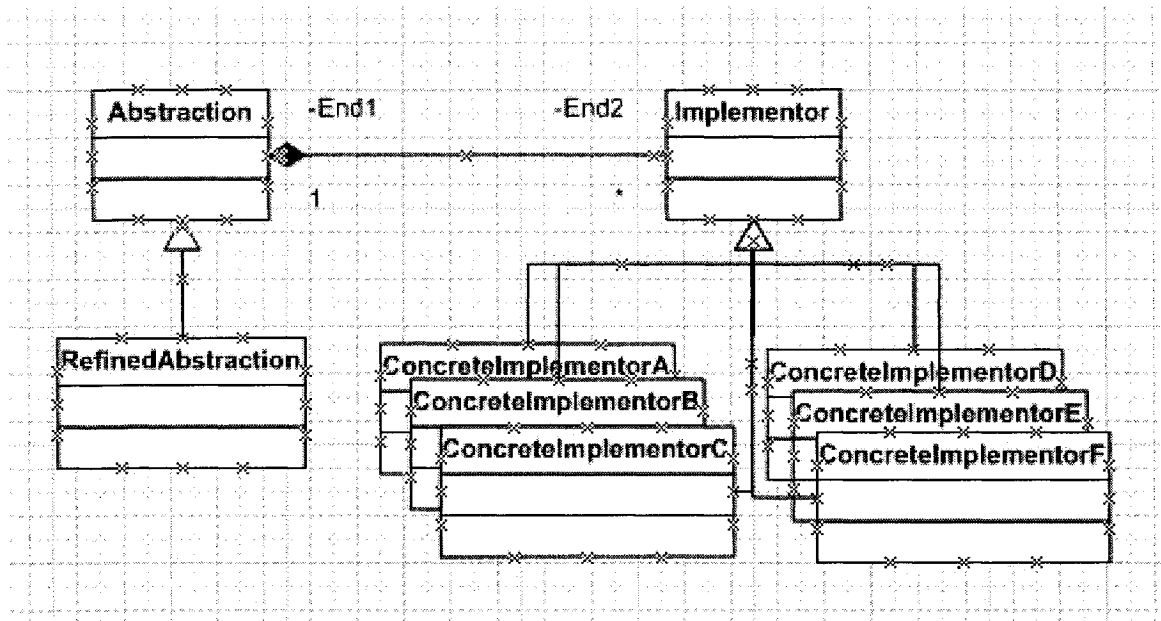 Abstraction
-End1
-End2
Implementor
1
*
RefinedAbstraction
ConcreteImplementorA
ConcreteImplementorB
ConcreteImplementorC
ConcreteImplementorD
ConcreteImplementorE
ConcreteImplementorF